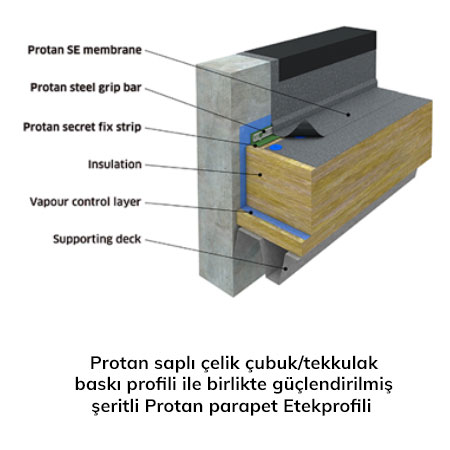 Protan SE membrane
Protan steel grip bar
Protan secret fix strip
Insulation
Vapour control layer
Supporting deck
Protan saplı çelik çubuk/tekkulak
baskı profili ile birlikte güçlendirilmiş
şeritli Protan parapet Etekprofili